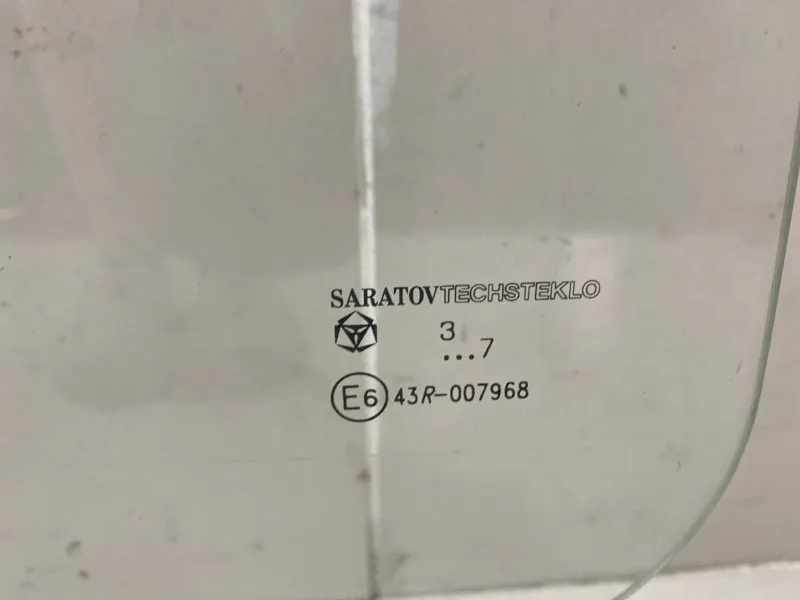 SARATOVTECHSTEKLO
3
...7
E6 43R-007968